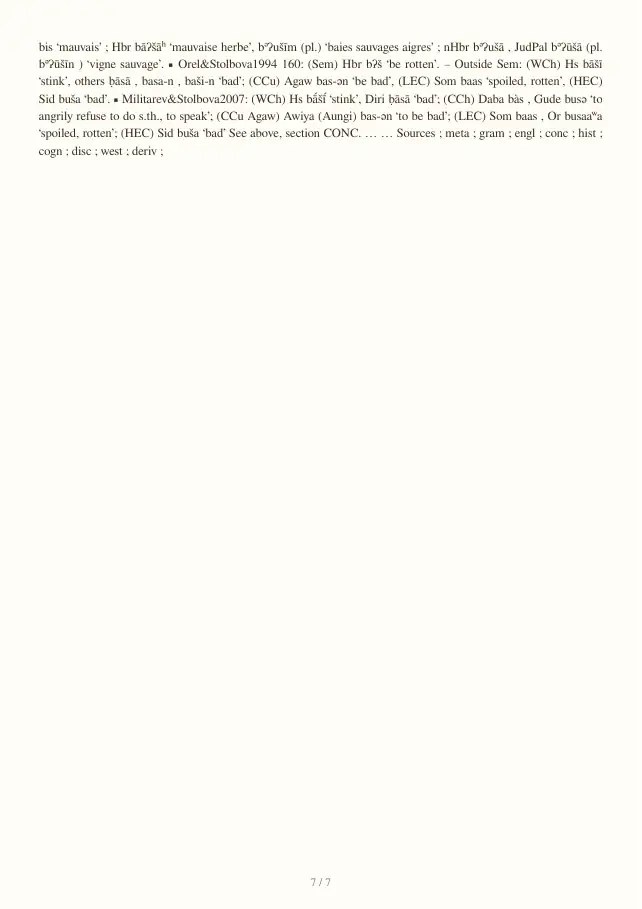 bis ‘mauvais’ ; Hbr bāʔšāʰ ‘mauvaise herbe’, bᵊʔušīm (pl.) ‘baies sauvages aigres’ ; nHbr bᵊʔušā , JudPal bᵊʔūšā (pl.
bᵊʔūšīn ) ‘vigne sauvage’. ▪ Orel&Stolbova1994 160: (Sem) Hbr bʔš ‘be rotten’. – Outside Sem: (WCh) Hs bāšī
‘stink’, others ḅāsā , basa-n , baši-n ‘bad’; (CCu) Agaw bas-ən ‘be bad’, (LEC) Som baas ‘spoiled, rotten’, (HEC)
Sid buša ‘bad’. ▪ Militarev&Stolbova2007: (WCh) Hs bā́šī́ ‘stink’, Diri ḅāsā ‘bad’; (CCh) Daba bàs , Gude busə ‘to
angrily refuse to do s.th., to speak’; (CCu Agaw) Awiya (Aungi) bas-ən ‘to be bad’; (LEC) Som baas , Or busaaʷa
‘spoiled, rotten’; (HEC) Sid buša ‘bad’ See above, section CONC. … … Sources ; meta ; gram ; engl ; conc ; hist ;
cogn ; disc ; west ; deriv ;
7 / 7